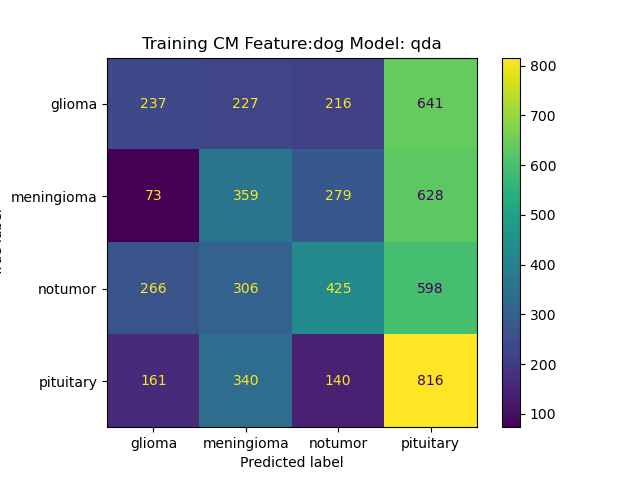 Training CM Feature:dog Model: qda
glioma 237 227 216 641
meningioma 73 359 279 628
notumor 266 306 425 598
pituitary 161 340 140 816
glioma meningioma notumor pituitary
Predicted label
800
700
600
500
400
300
200
100